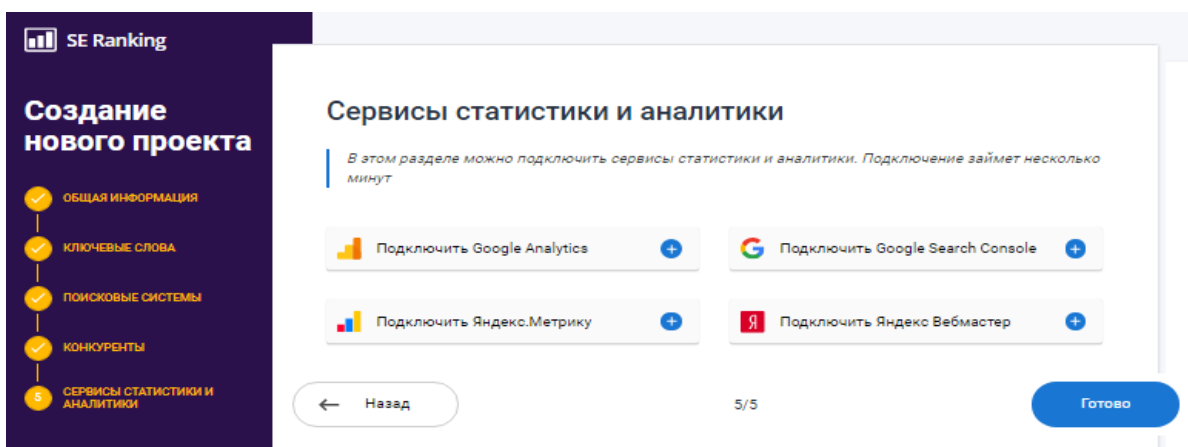 SE Ranking
Создание
нового проекта
ОБЩАЯ ИНФОРМАЦИЯ
КЛЮЧЕВЫЕ СЛОВА
ПОИСКОВЫЕ СИСТЕМЫ
КОНКУРЕНТЫ
5
СЕРВИСЫ СТАТИСТИКИ И
АНАЛИТИКИ
Сервисы статистики и аналитики
В этом разделе можно подключить сервисы статистики и аналитики. Подключение займет несколько
минут
Подключить Google Analytics
Подключить Google Search Console
Подключить Яндекс.Метрику
Я Подключить Яндекс Вебмастер
← Назад
5/5
Готово